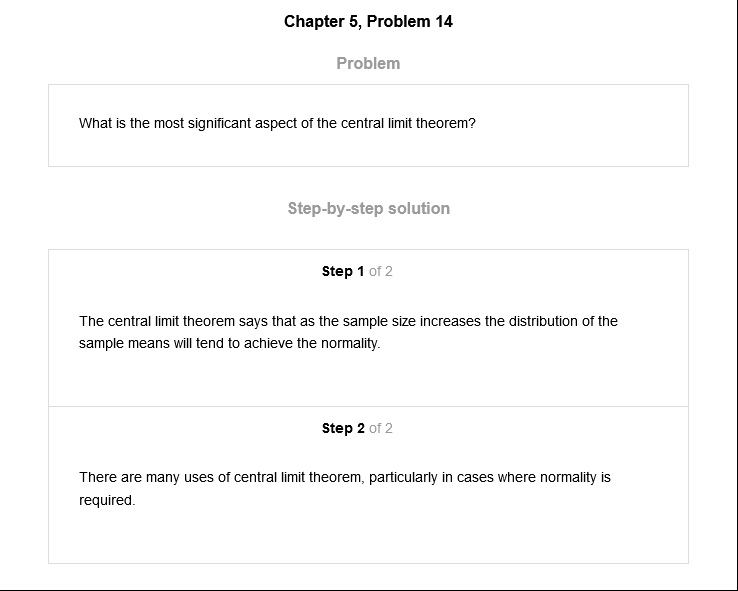 Chapter 5, Problem 14
Problem
What is the most significant aspect of the central limit theorem?
Step-by-step solution
Step 1 of 2
The central limit theorem says that as the sample size increases the distribution of the
sample means will tend to achieve the normality.
Step 2 of 2
There are many uses of central limit theorem, particularly in cases where normality is
required.